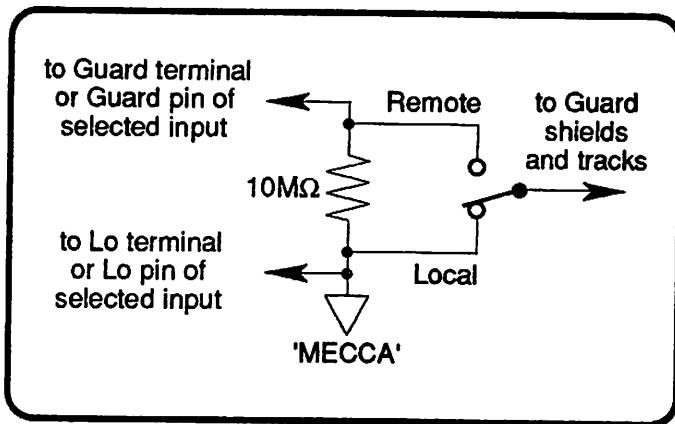 to Guard terminal
or Guard pin of
selected input
Remote
to Guard
shields
and tracks
10MΩ
to Lo terminal
or Lo pin of
selected input
Local
'MECCA'